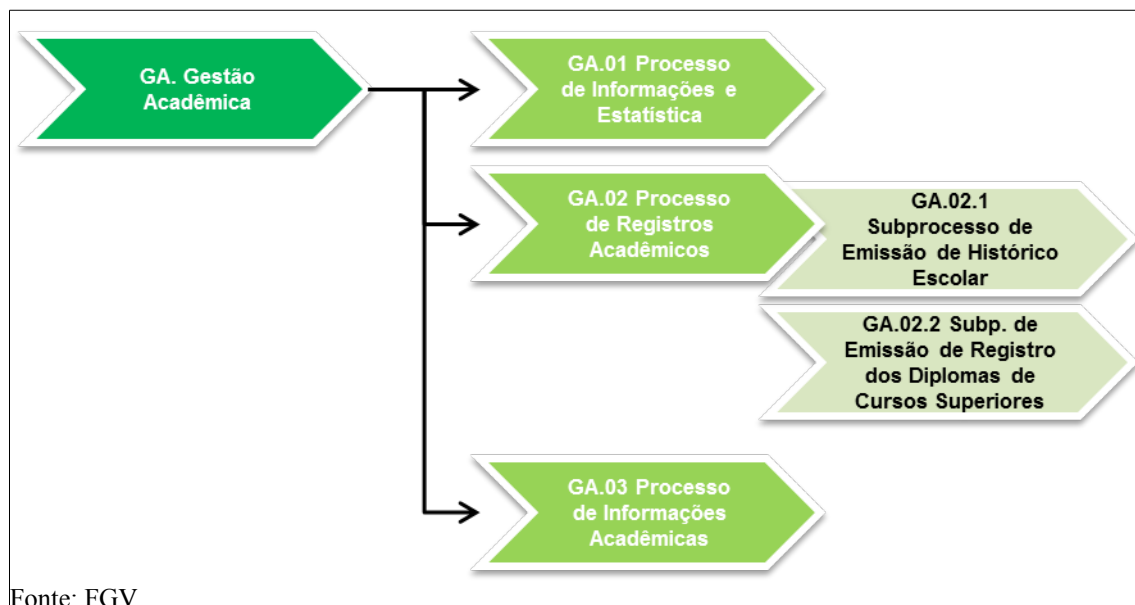 GA. Gestão
Acadêmica
GA.01 Processo
de Informações e
Estatística
GA.02 Processo
de Registros
Acadêmicos
GA.02.1
Subprocesso de
Emissão de Histórico
Escolar
GA.02.2 Subp. de
Emissão de Registro
dos Diplomas de
Cursos Superiores
GA.03 Processo
de Informações
Acadêmicas
Fonte: FGV